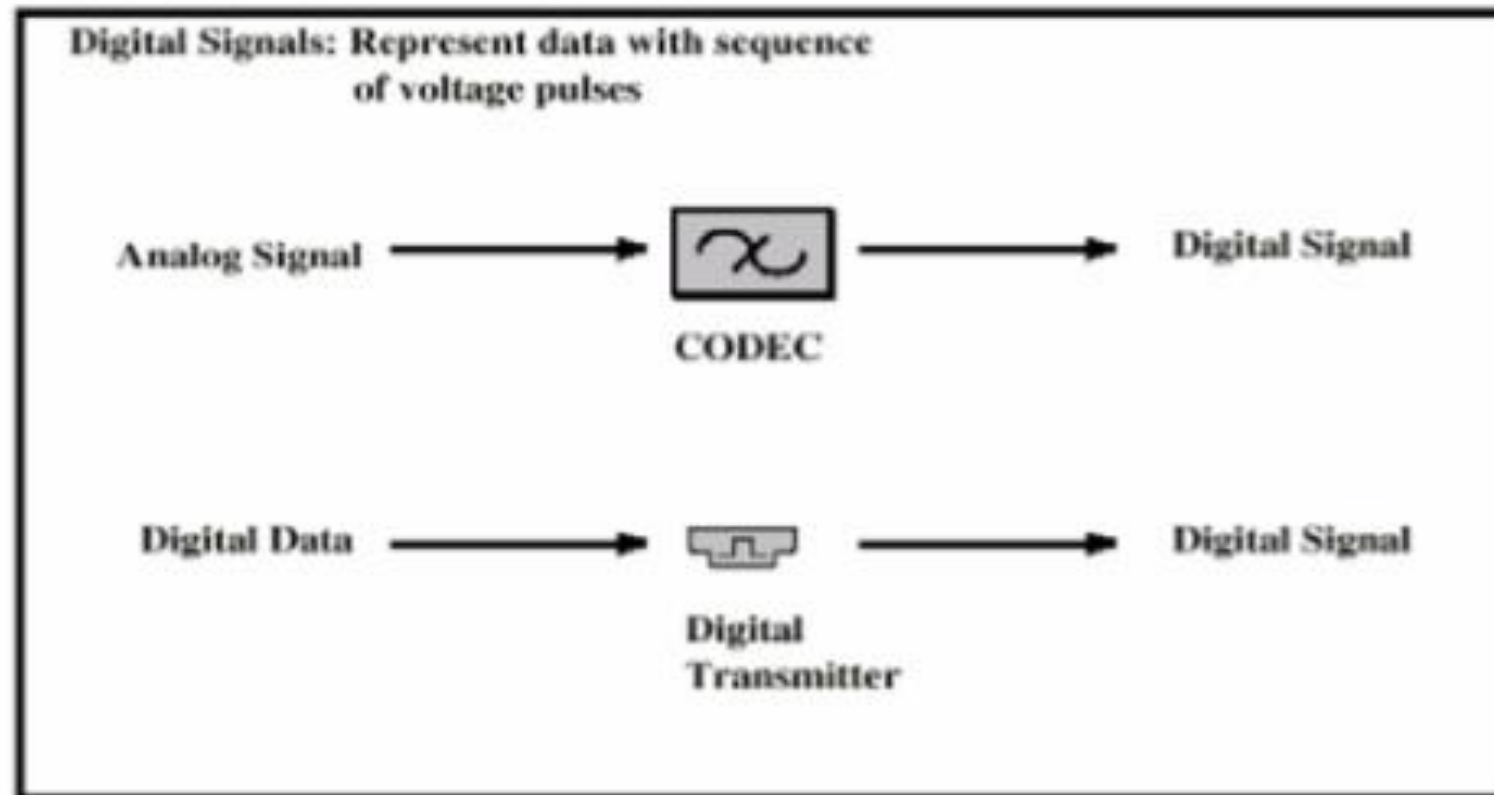 Digital Signals: Represent data with sequence
of voltage pulses
Analog Signal
Digital Signal
CODEC
Digital Data
Digital Signal
Digital
Transmitter